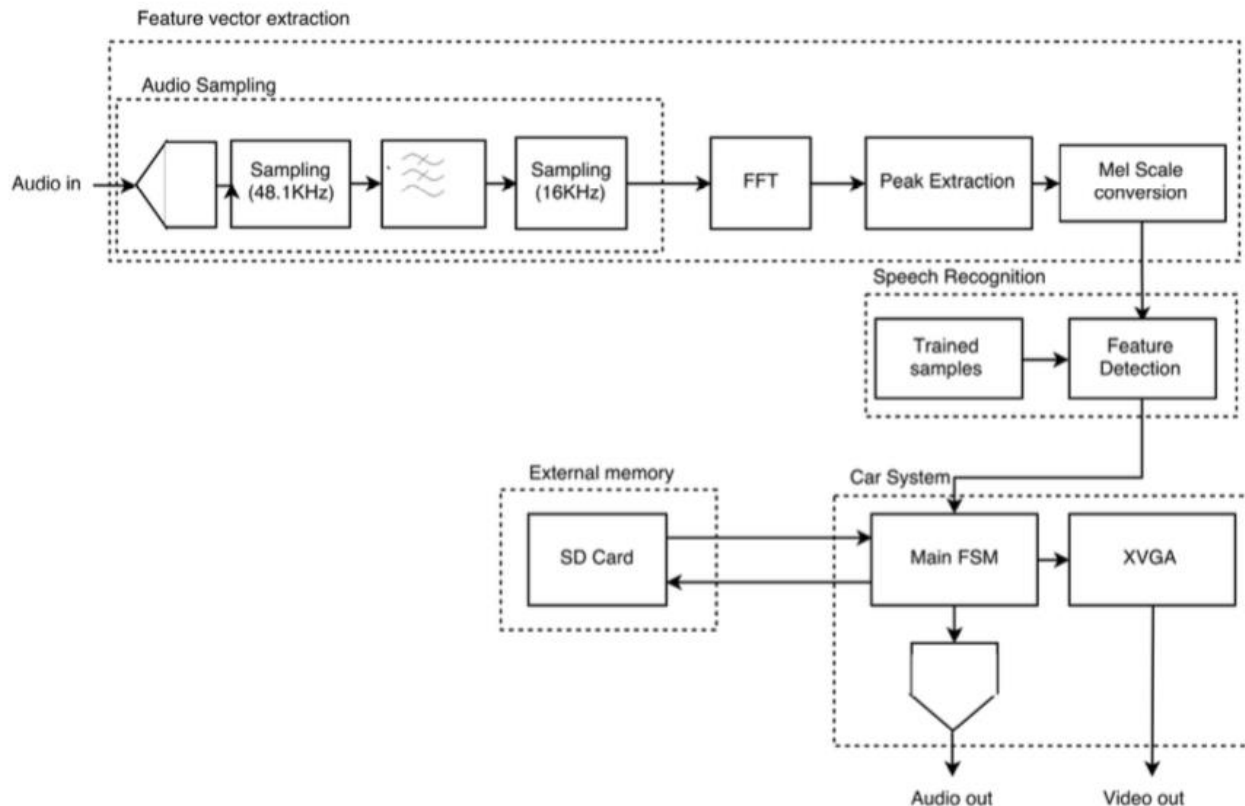 Feature vector extraction
Audio Sampling
Audio in
Sampling
(48.1KHz)
Sampling
(16KHz)
FFT
Peak Extraction
Mel Scale
conversion
Speech Recognition
Trained
samples
Feature
Detection
External memory
Car System
SD Card
Main FSM
XVGA
Audio out
Video out